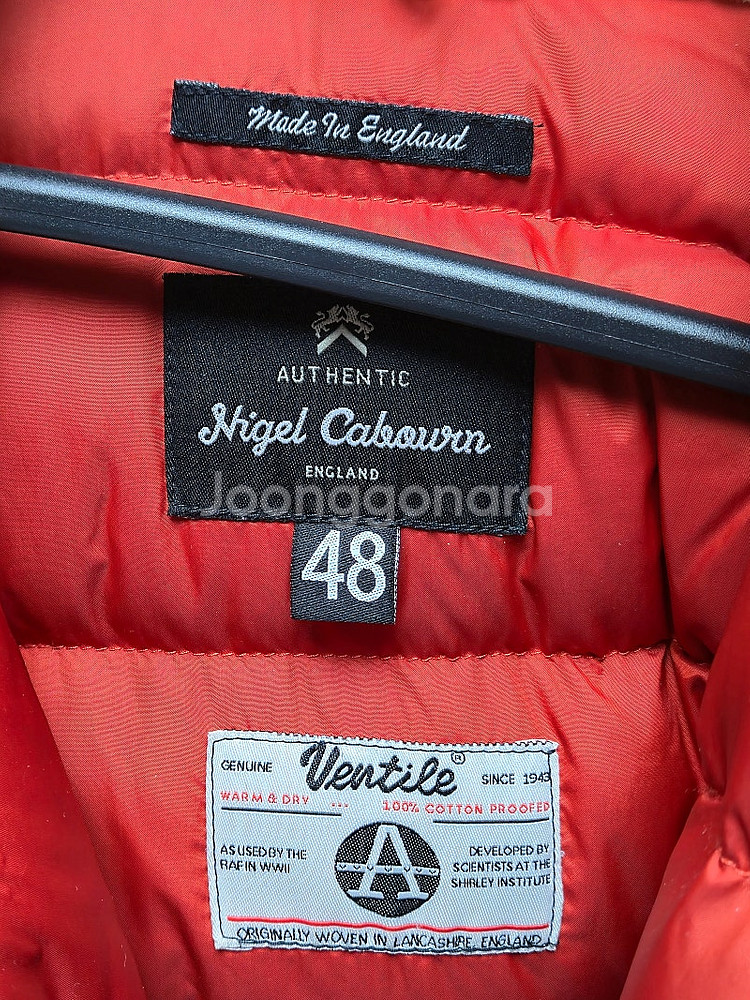 Made In England
AUTHENTIC
Nigel Cabourn
ENGLAND
Joonggonara
48
GENUINE Ventile® SINCE 1943
WARM & DRY ... 100% COTTON PROOFED
AS USED BY THE
RAF IN WWII
A
DEVELOPED BY
SCIENTISTS AT THE
SHIRLEY INSTITUTE
ORIGINALLY WOVEN IN LANCASHIRE, ENGLAND